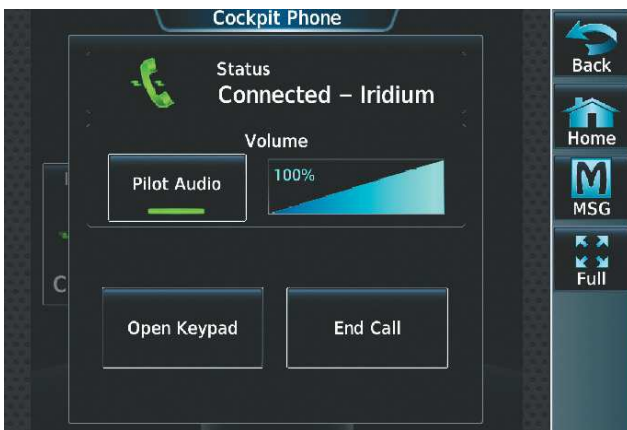 Cockpit Phone
Status
Connected – Iridium
Volume
Pilot Audio
100%
Open Keypad
End Call
C
Back
Home
MSG
Full